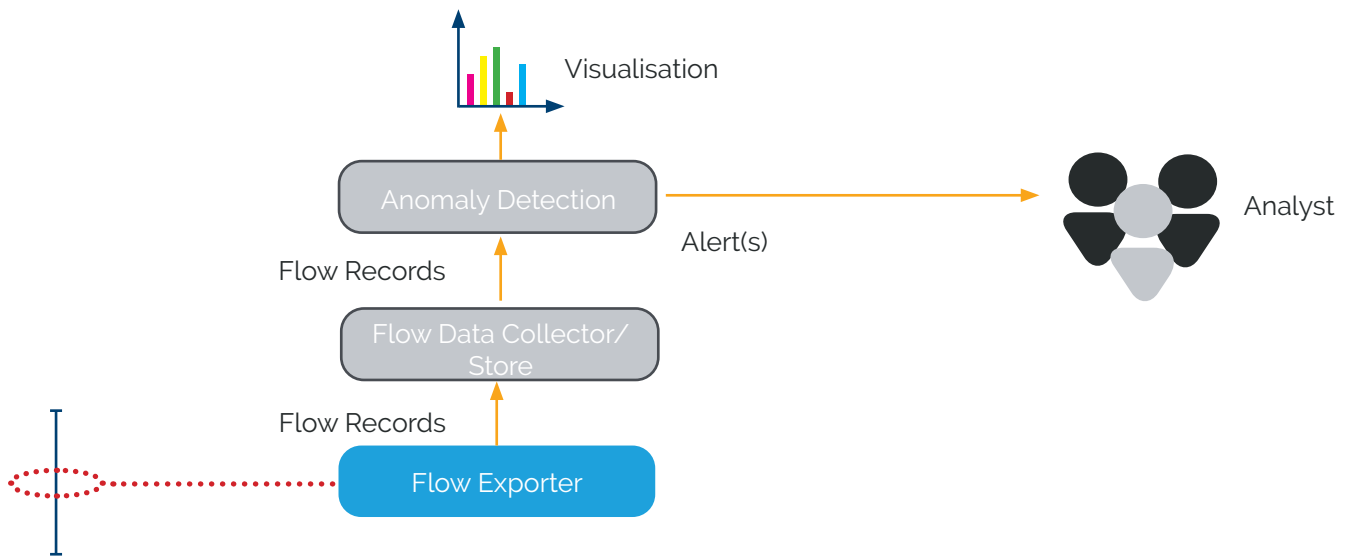 Visualisation
Anomaly Detection
Analyst
Alert(s)
Flow Records
Flow Data Collector/
Store
Flow Records
Flow Exporter